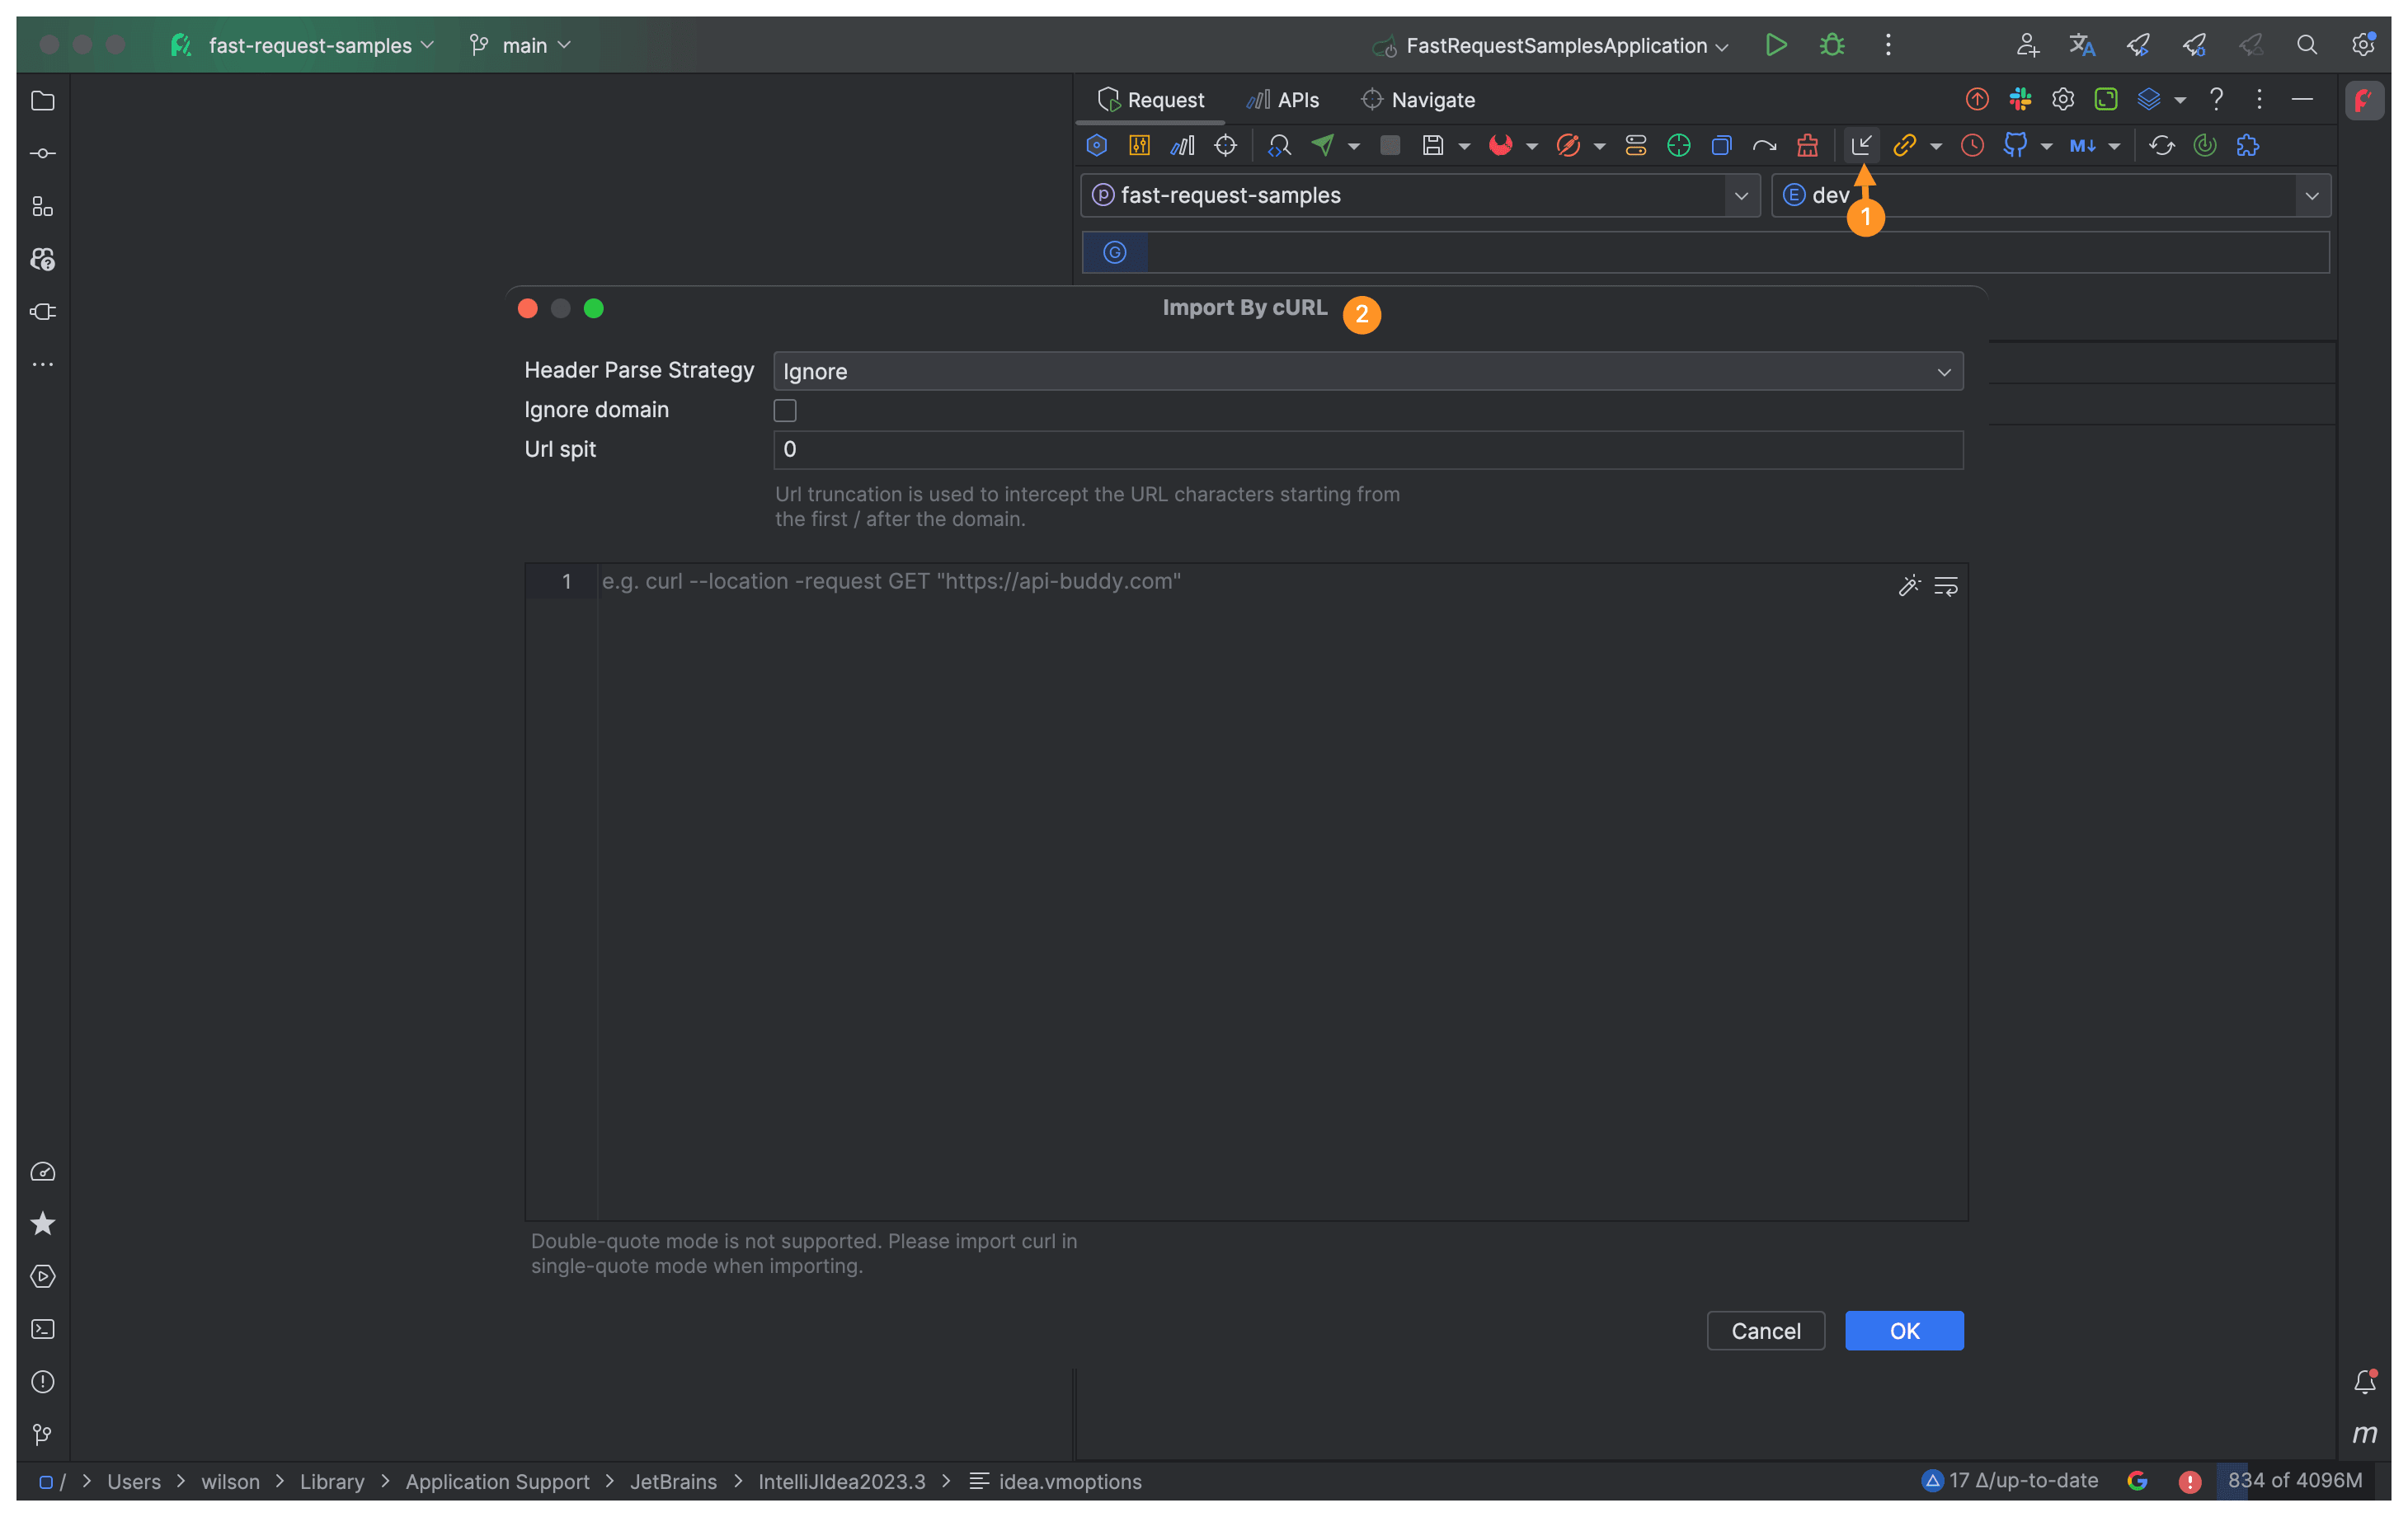 fast-request-samples
main
FastRequestSamplesApplication
Request
APIs
Navigate
M↓
P fast-request-samples
E dev
1
G
Import By cURL
2
Header Parse Strategy
Ignore
Ignore domain
Url spit
0
Url truncation is used to intercept the URL characters starting from
the first / after the domain.
1
e.g. curl --location -request GET "https://api-buddy.com"
Double-quote mode is not supported. Please import curl in
single-quote mode when importing.
Cancel
OK
m
/ > Users > wilson > Library > Application Support > JetBrains > IntelliJIdea2023.3 > idea.vmoptions
17 Δ/up-to-date
834 of 4096M